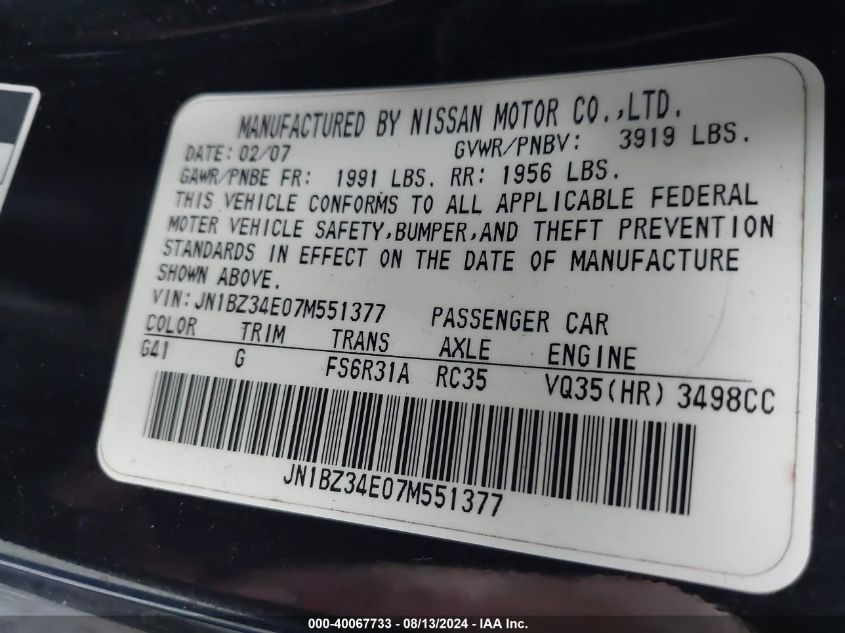 MANUFACTURED BY NISSAN MOTOR CO.,LTD.
DATE: 02/07 GVWR/PNBV: 3919 LBS.
GAWR/PNBE FR: 1991 LBS. RR: 1956 LBS.
THIS VEHICLE CONFORMS TO ALL APPLICABLE FEDERAL
MOTER VEHICLE SAFETY,BUMPER,AND THEFT PREVENTION
STANDARDS IN EFFECT ON THE DATE OF MANUFACTURE
SHOWN ABOVE.
VIN: JN1BZ34E07M551377 PASSENGER CAR
COLOR TRIM TRANS AXLE ENGINE
G41 G FS6R31A RC35 VQ35(HR) 3498CC
JN1BZ34E07M551377
000-40067733 - 08/13/2024 - IAA Inc.